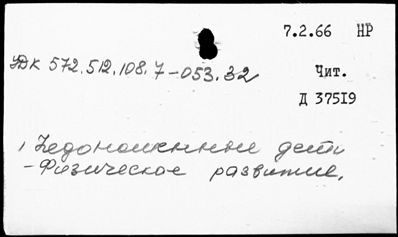 7.2.66 НР
УДК 572.512.108.7-053.32
Чит.
Д 37519
1 Недоношенные дети
-Физическое развитие,